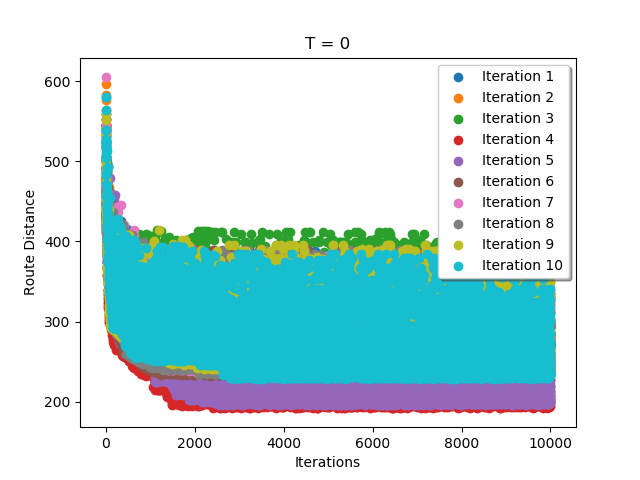 T = 0
600
500
400
300
200
Route Distance
0
2000
4000
6000
8000
10000
Iterations
Iteration 1
Iteration 2
Iteration 3
Iteration 4
Iteration 5
Iteration 6
Iteration 7
Iteration 8
Iteration 9
Iteration 10